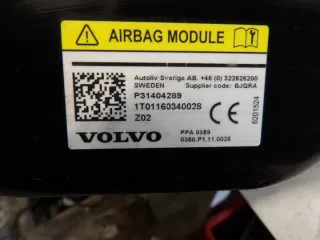 AIRBAG MODULE
Autoliv Sverige AB. +46 (0) 322626200
SWEDEN Supplier code: BJQRA
P31404289
1T01160340028
Z02
VOLVO
PPA 0589
0380.P1.11.0028
6201524